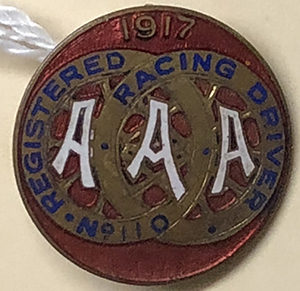 1917
REGISTERED RACING DRIVER
AAA
No 110